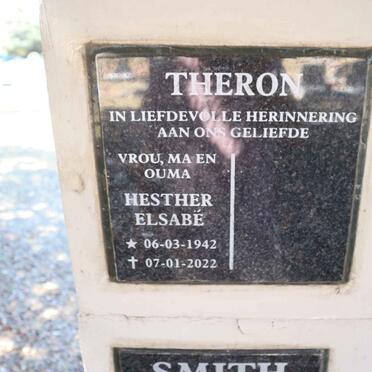 THERON
IN LIEFDEVOLLE HERINNERING
AAN ONS GELIEFDE
VROU, MA EN
OUMA
HESTHER
ELSABÉ
★ 06-03-1942
✝ 07-01-2022
SMITH